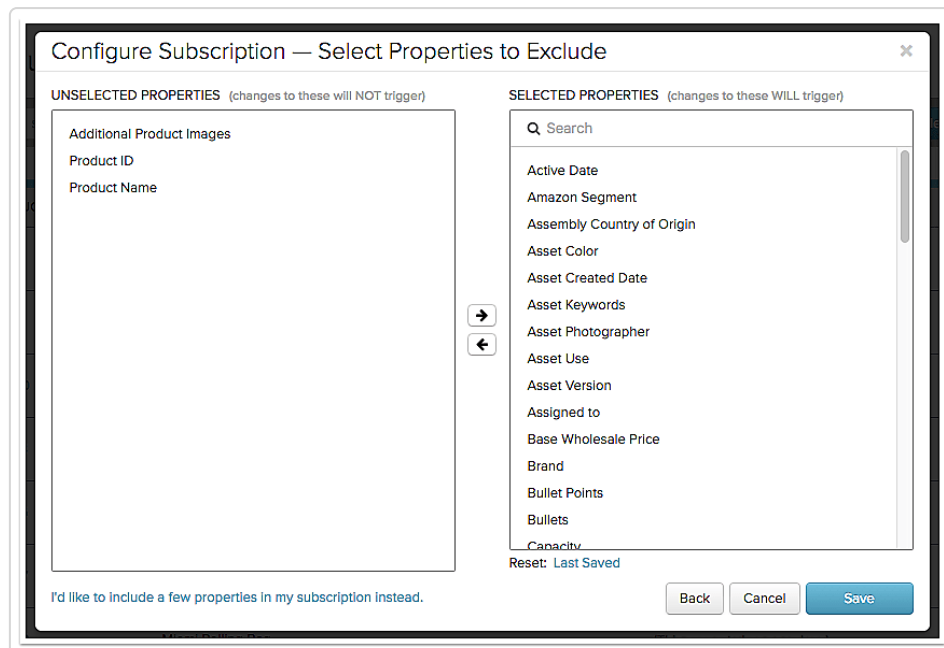 Configure Subscription — Select Properties to Exclude
UNSELECTED PROPERTIES (changes to these will NOT trigger)
Additional Product Images
Product ID
Product Name
SELECTED PROPERTIES (changes to these WILL trigger)
Search
Active Date
Amazon Segment
Assembly Country of Origin
Asset Color
Asset Created Date
Asset Keywords
Asset Photographer
Asset Use
Asset Version
Assigned to
Base Wholesale Price
Brand
Bullet Points
Bullets
Capacity
Reset: Last Saved
I'd like to include a few properties in my subscription instead.
Back
Cancel
Save